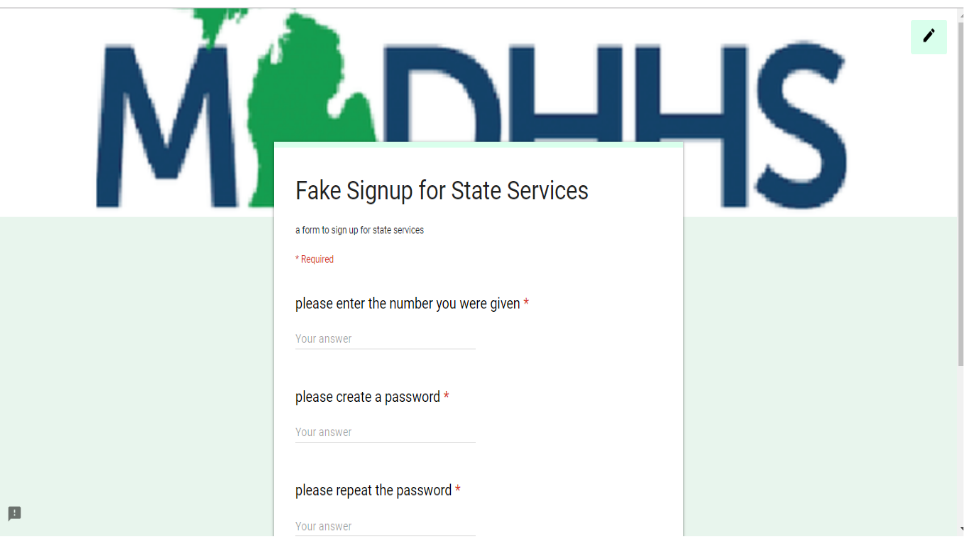 MDHHS
Fake Signup for State Services
a form to sign up for state services
* Required
please enter the number you were given *
Your answer
please create a password *
Your answer
please repeat the password *
Your answer